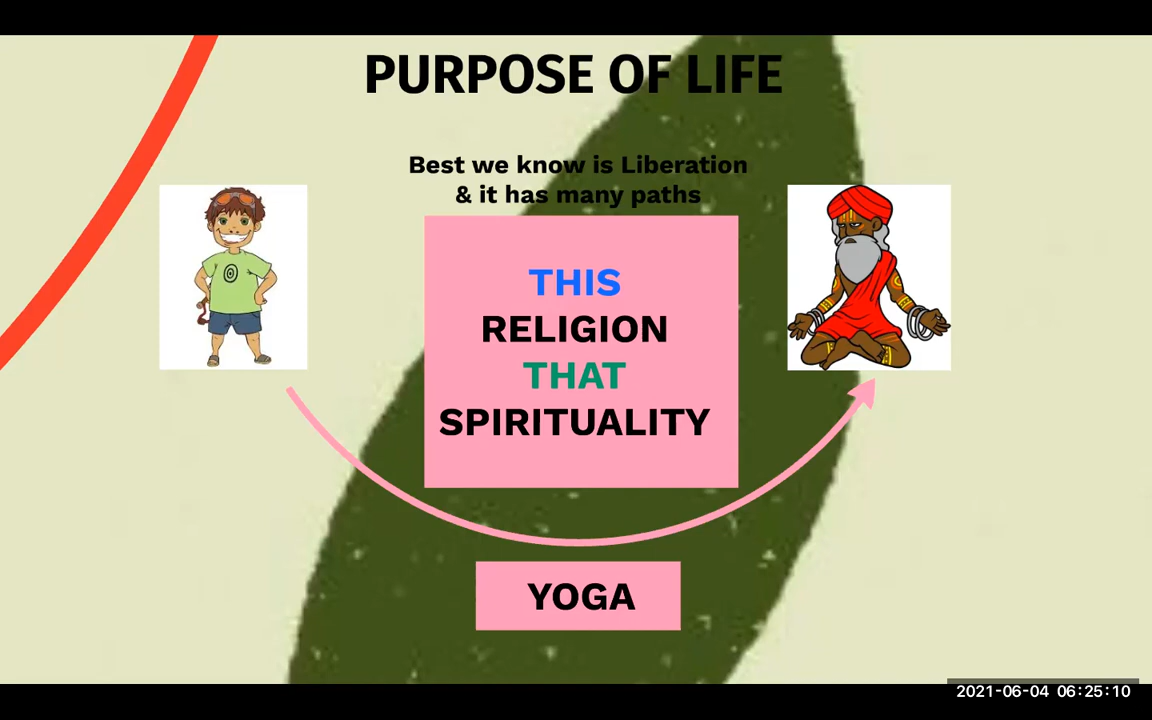 PURPOSE OF LIFE
Best we know is Liberation
& it has many paths
THIS
RELIGION
THAT
SPIRITUALITY
YOGA
2021-06-04 06:25:10